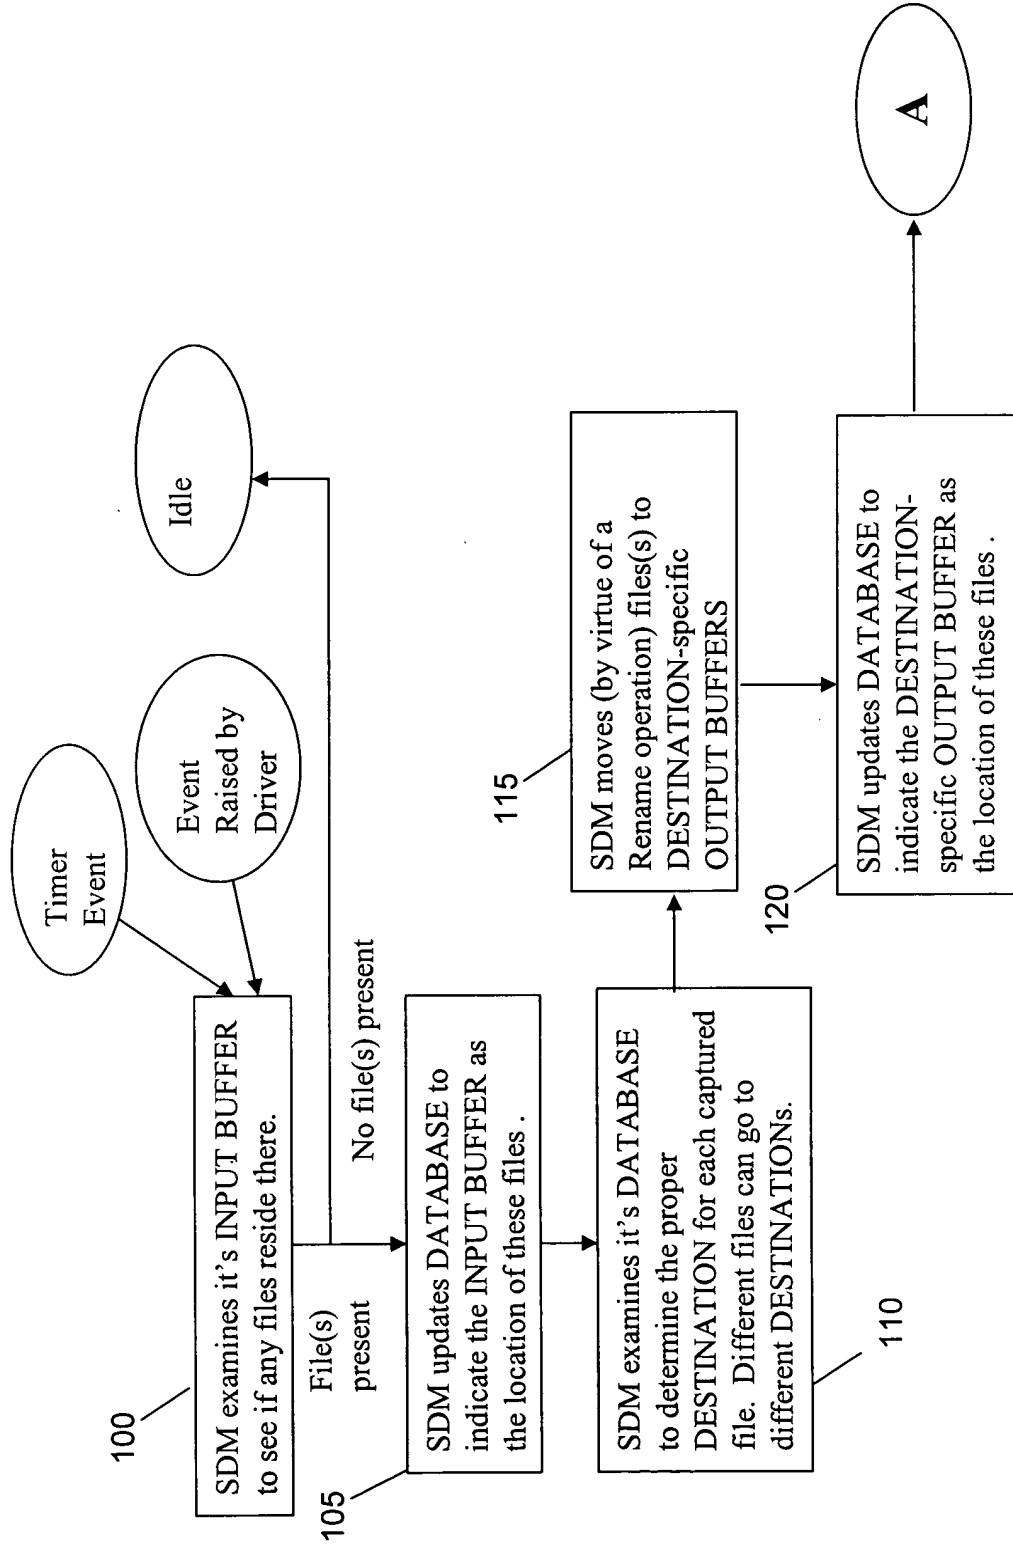 Timer
Event
Event
Raised by
Driver
100
SDM examines it's INPUT BUFFER
to see if any files reside there.
File(s)
present
No file(s) present
Idle
105
SDM updates DATABASE to
indicate the INPUT BUFFER as
the location of these files .
110
SDM examines it's DATABASE
to determine the proper
DESTINATION for each captured
file. Different files can go to
different DESTINATIONs.
115
SDM moves (by virtue of a
Rename operation) files(s) to
DESTINATION-specific
OUTPUT BUFFERS
120
SDM updates DATABASE to
indicate the DESTINATION-
specific OUTPUT BUFFER as
the location of these files .
A